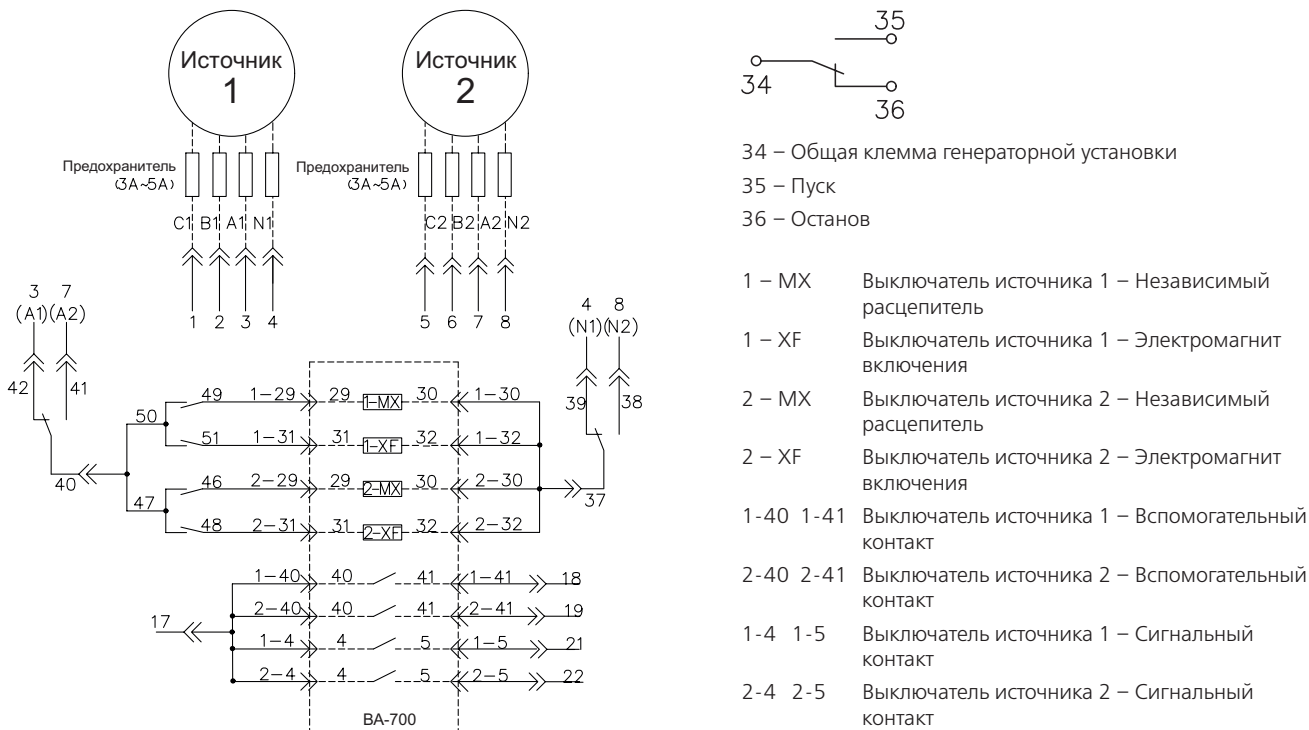 Источник
1
Источник
2
Предохранитель
(3A~5A)
Предохранитель
(3A~5A)
C1 B1 A1 N1
C2 B2 A2 N2
1 2 3 4
5 6 7 8
3 7
(A1)(A2)
4 8
(N1)(N2)
42 41
39 38
50 49 1-29 29 1-MX 30 1-30
51 1-31 31 1-XF 32 1-32
40 37
47 46 2-29 29 2-MX 30 2-30
48 2-31 31 2-XF 32 2-32
1-40 40 41 1-41 18
2-40 40 41 2-41 19
17
1-4 4 5 1-5 21
2-4 4 5 2-5 22
ВА-700
35
34
36
34 – Общая клемма генераторной установки
35 – Пуск
36 – Останов
1 – MX Выключатель источника 1 – Независимый
расцепитель
1 – XF Выключатель источника 1 – Электромагнит
включения
2 – MX Выключатель источника 2 – Независимый
расцепитель
2 – XF Выключатель источника 2 – Электромагнит
включения
1-40 1-41 Выключатель источника 1 – Вспомогательный
контакт
2-40 2-41 Выключатель источника 2 – Вспомогательный
контакт
1-4 1-5 Выключатель источника 1 – Сигнальный
контакт
2-4 2-5 Выключатель источника 2 – Сигнальный
контакт